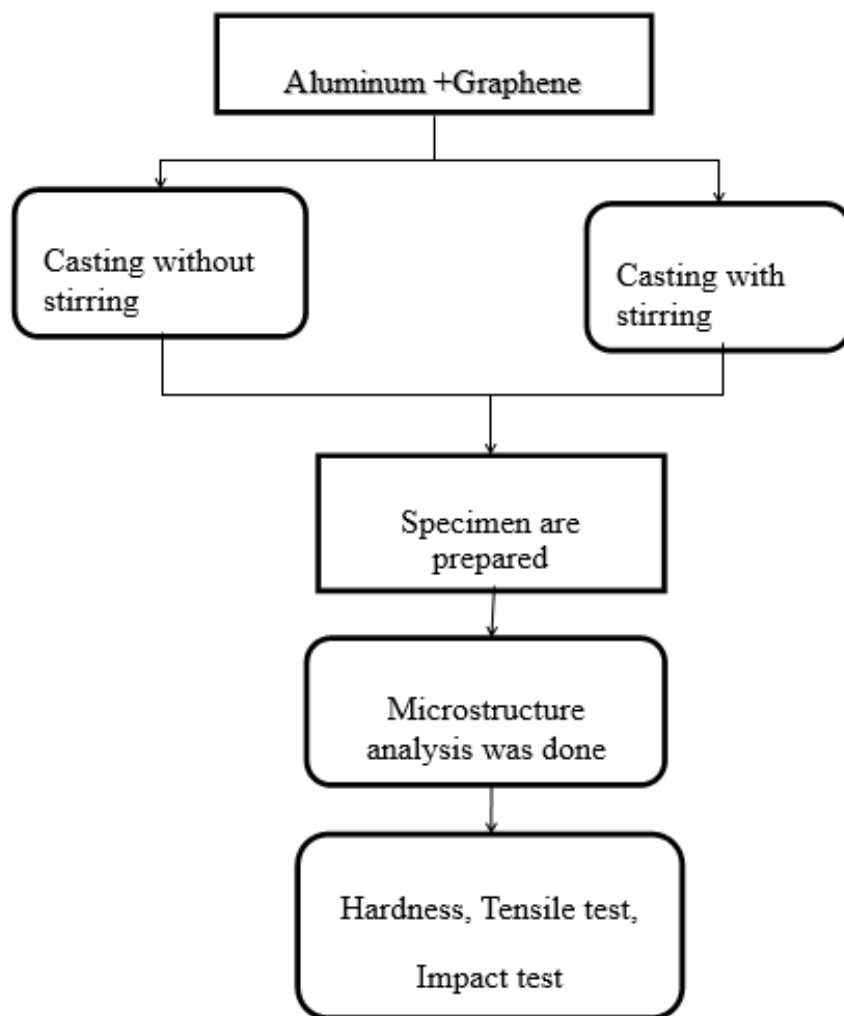 Aluminum +Graphene
Casting without
stirring
Casting with
stirring
Specimen are
prepared
Microstructure
analysis was done
Hardness, Tensile test,
Impact test